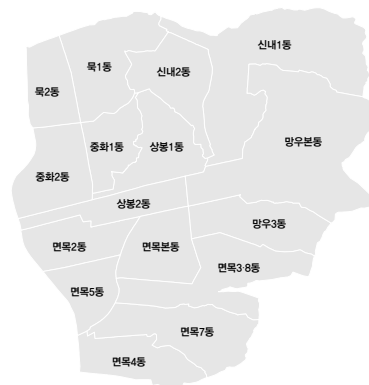 신내1동
묵1동
신내2동
묵2동
망우본동
중화1동
상봉1동
중화2동
상봉2동
망우3동
면목2동
면목본동
면목3·8동
면목5동
면목7동
면목4동